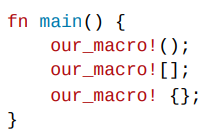 fn main() {
    our_macro!();
    our_macro![];
    our_macro! {};
}